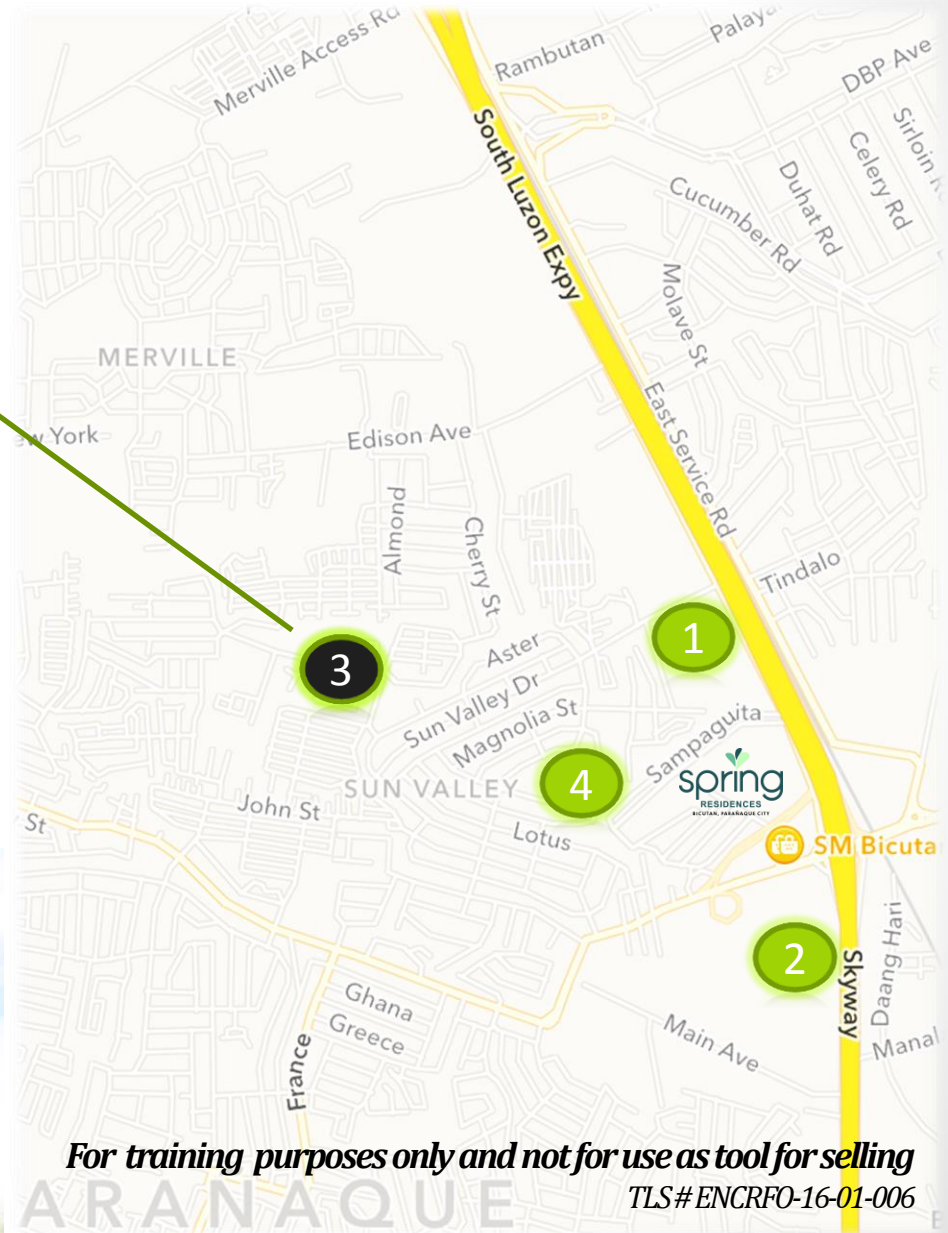 Merville Access Rd
Rambutan
Palaya
DBP Ave
Sirloin
Celery Rd
Duhat Rd
Cucumber Rd
South Luzon Expy
Molave St
MERVILLE
East Service Rd
ew York
Edison Ave
Almond
Cherry St
Tindalo
1
Aster
3
Sun Valley Dr
Magnolia St
Sampaguita
SUN VALLEY
4
spring
RESIDENCES
BICUTAN, PARAÑAQUE CITY
John St
St
Lotus
SM Bicuta
2
Skyway
Daang Hari
Ghana
Greece
Main Ave
Manal
France
For training purposes only and not for use as tool for selling
TLS # ENCRFO-16-01-006
ARANAQUE